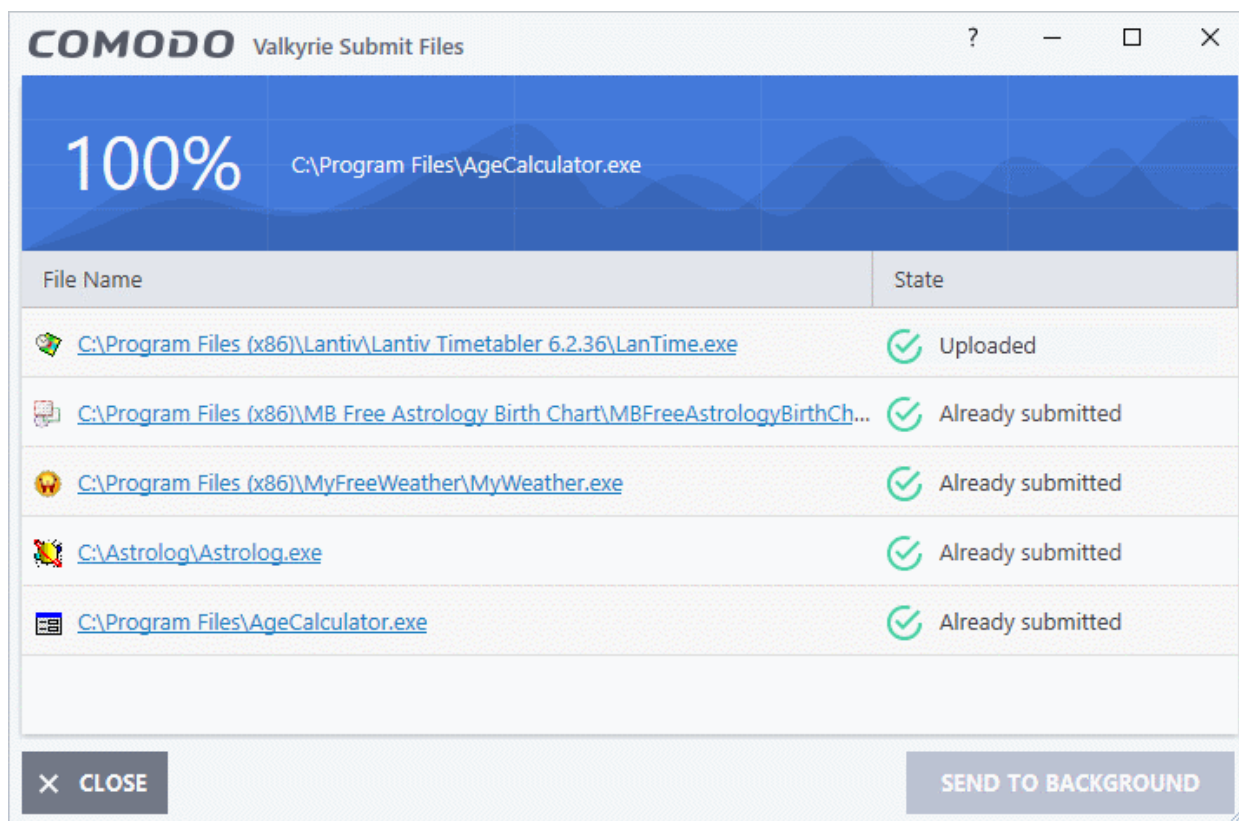 COMODO Valkyrie Submit Files ?
100% C:\Program Files\AgeCalculator.exe
File Name State
C:\Program Files (x86)\Lantiv\Lantiv Timetabler 6.2.36\LanTime.exe Uploaded
C:\Program Files (x86)\MB Free Astrology Birth Chart\MBFreeAstrologyBirthCh... Already submitted
C:\Program Files (x86)\MyFreeWeather\MyWeather.exe Already submitted
C:\Astrolog\Astrolog.exe Already submitted
C:\Program Files\AgeCalculator.exe Already submitted
CLOSE SEND TO BACKGROUND